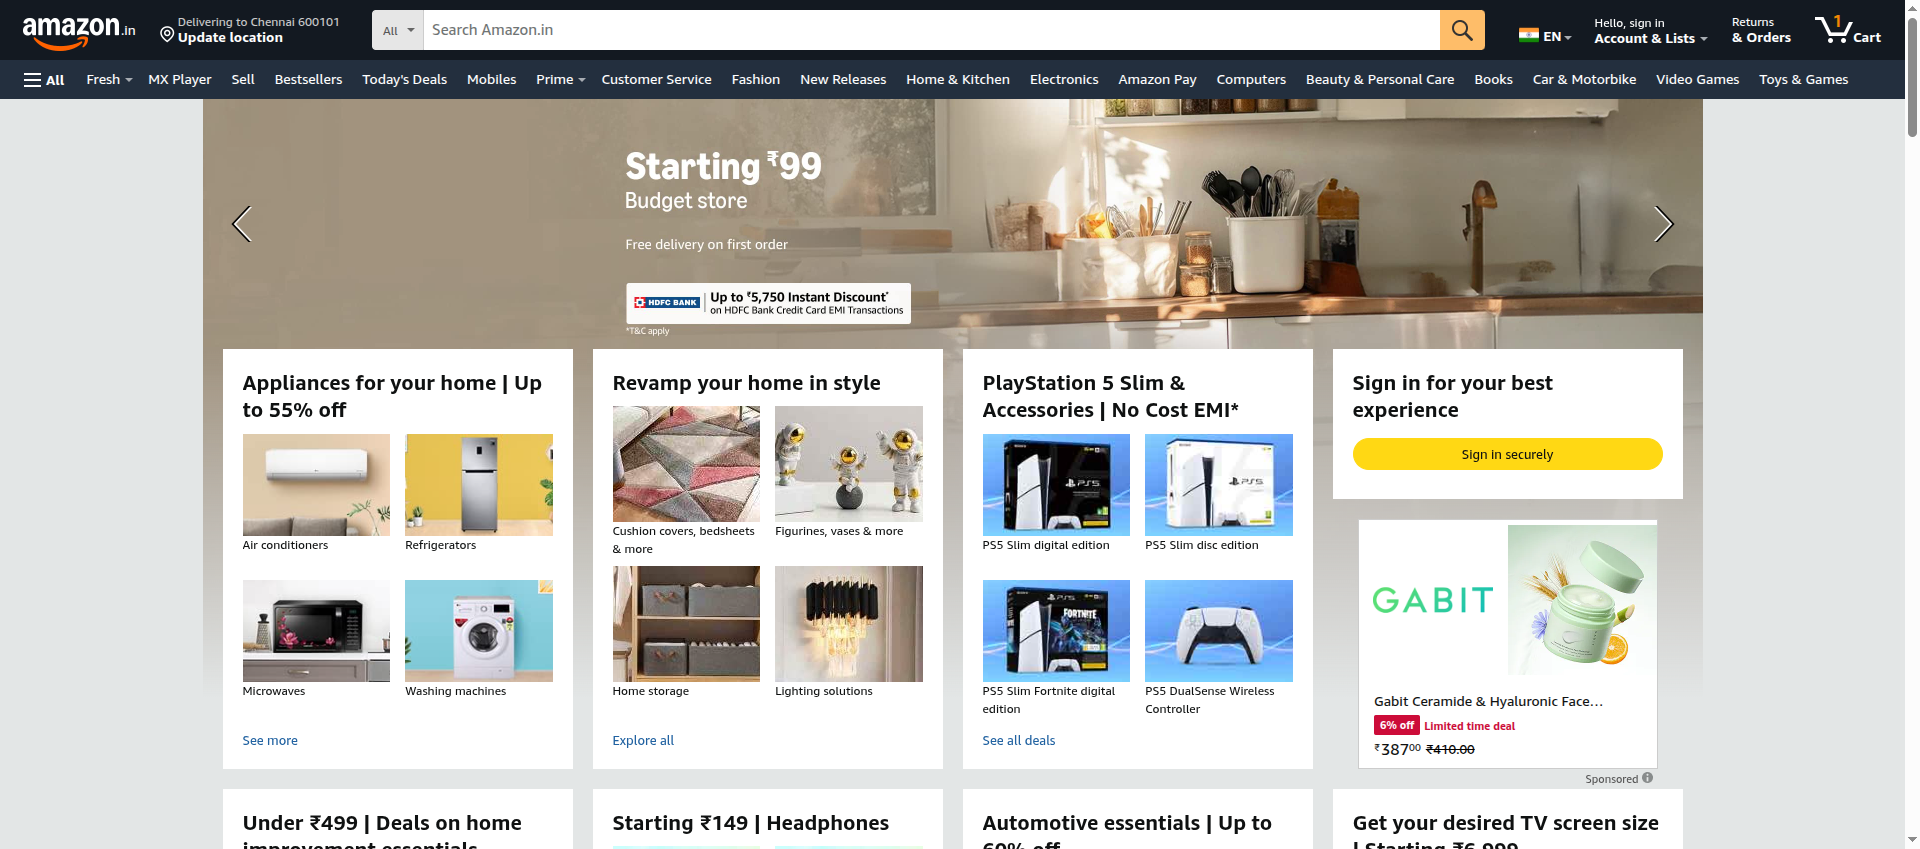 amazon.in
Delivering to Chennai 600101
Update location
All
Search Amazon.in
EN
Hello, sign in
Account & Lists
Returns
& Orders
1
Cart
All
Fresh
MX Player
Sell
Bestsellers
Today's Deals
Mobiles
Prime
Customer Service
Fashion
New Releases
Home & Kitchen
Electronics
Amazon Pay
Computers
Beauty & Personal Care
Books
Car & Motorbike
Video Games
Toys & Games
Starting ₹99
Budget store
Free delivery on first order
HDFC BANK
Up to ₹5,750 Instant Discount*
on HDFC Bank Credit Card EMI Transactions
*T&C apply
Appliances for your home | Up
to 55% off
Air conditioners
Refrigerators
Microwaves
Washing machines
See more
Revamp your home in style
Cushion covers, bedsheets
& more
Figurines, vases & more
Home storage
Lighting solutions
Explore all
PlayStation 5 Slim &
Accessories | No Cost EMI*
PS5
PS5
PS5 Slim digital edition
PS5 Slim disc edition
PS5
FORTNITE
PS5 Slim Fortnite digital
edition
PS5 DualSense Wireless
Controller
See all deals
Sign in for your best
experience
Sign in securely
GABIT
Gabit Ceramide & Hyaluronic Face...
6% off
Limited time deal
₹38700
₹410.00
Sponsored
Under ₹499 | Deals on home
improvement essentials
Starting ₹149 | Headphones
Automotive essentials | Up to
60% off
Get your desired TV screen size
| Starting ₹6,999